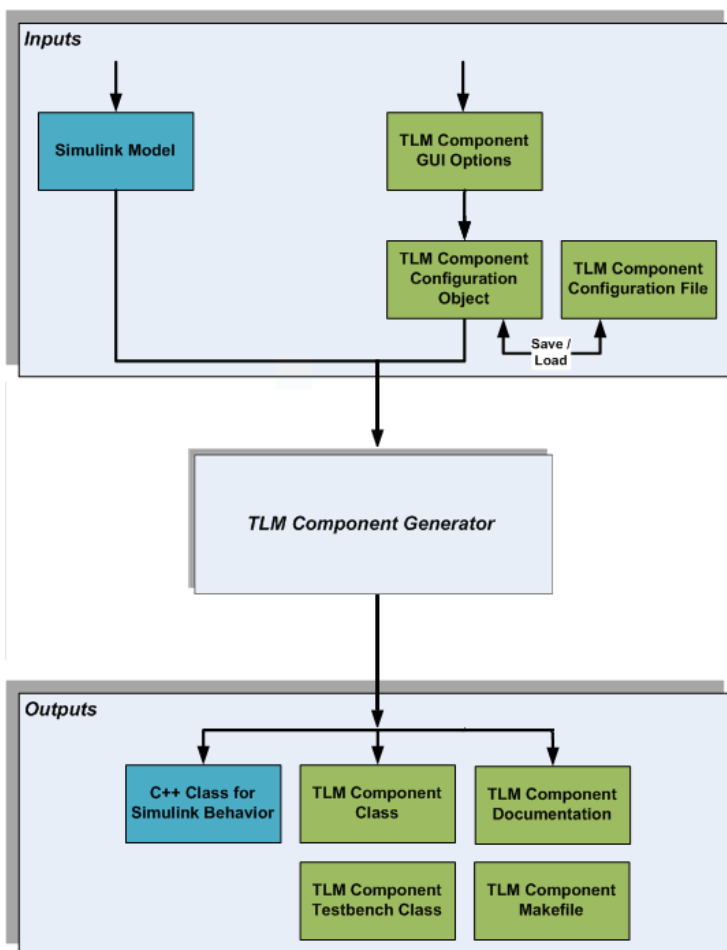 Inputs
Simulink Model
TLM Component
GUI Options
TLM Component
Configuration
Object
TLM Component
Configuration File
Save /
Load
TLM Component Generator
Outputs
C++ Class for
Simulink Behavior
TLM Component
Class
TLM Component
Documentation
TLM Component
Testbench Class
TLM Component
Makefile